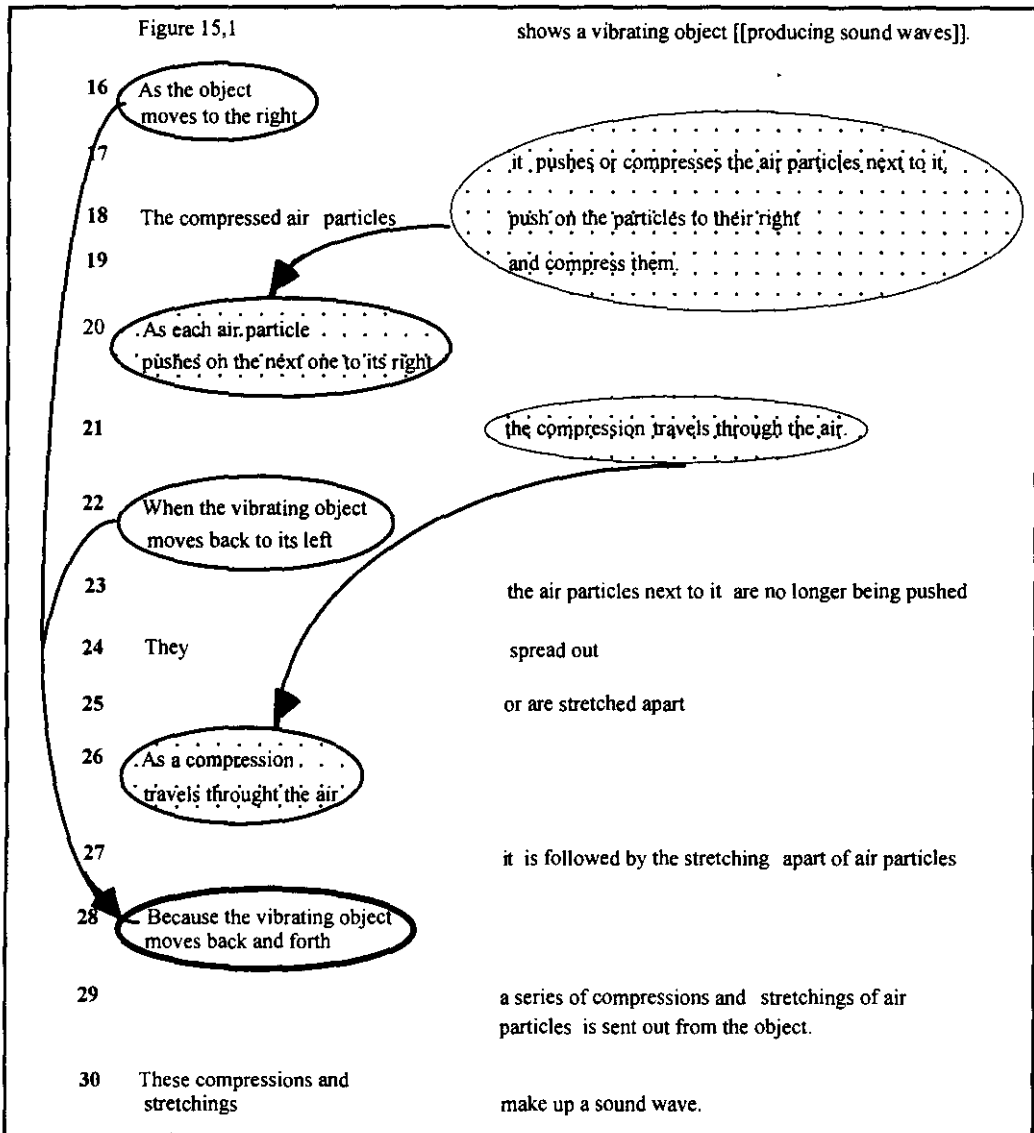 Figure 15,1 shows a vibrating object [[producing sound waves]].
16 As the object
moves to the right
17 it pushes or compresses the air particles next to it,
18 The compressed air particles push on the particles to their right
19 and compress them.
20 As each air particle
pushes on the next one to its right
21 the compression travels through the air.
22 When the vibrating object
moves back to its left
23 the air particles next to it are no longer being pushed
24 They spread out
25 or are stretched apart
26 As a compression
travels throught the air
27 it is followed by the stretching apart of air particles
28 Because the vibrating object
moves back and forth
29 a series of compressions and stretchings of air
particles is sent out from the object.
30 These compressions and
stretchings make up a sound wave.